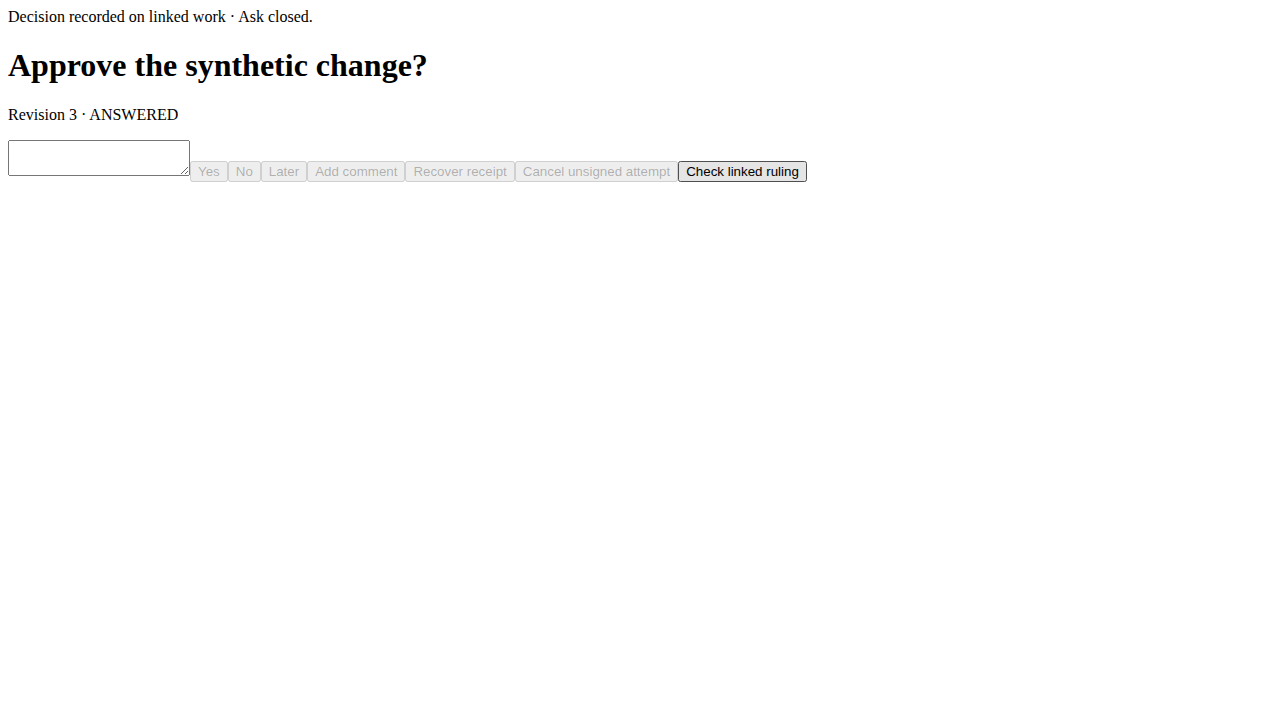 Decision recorded on linked work · Ask closed.
Approve the synthetic change?
Revision 3 · ANSWERED
Yes No Later Add comment Recover receipt Cancel unsigned attempt Check linked ruling